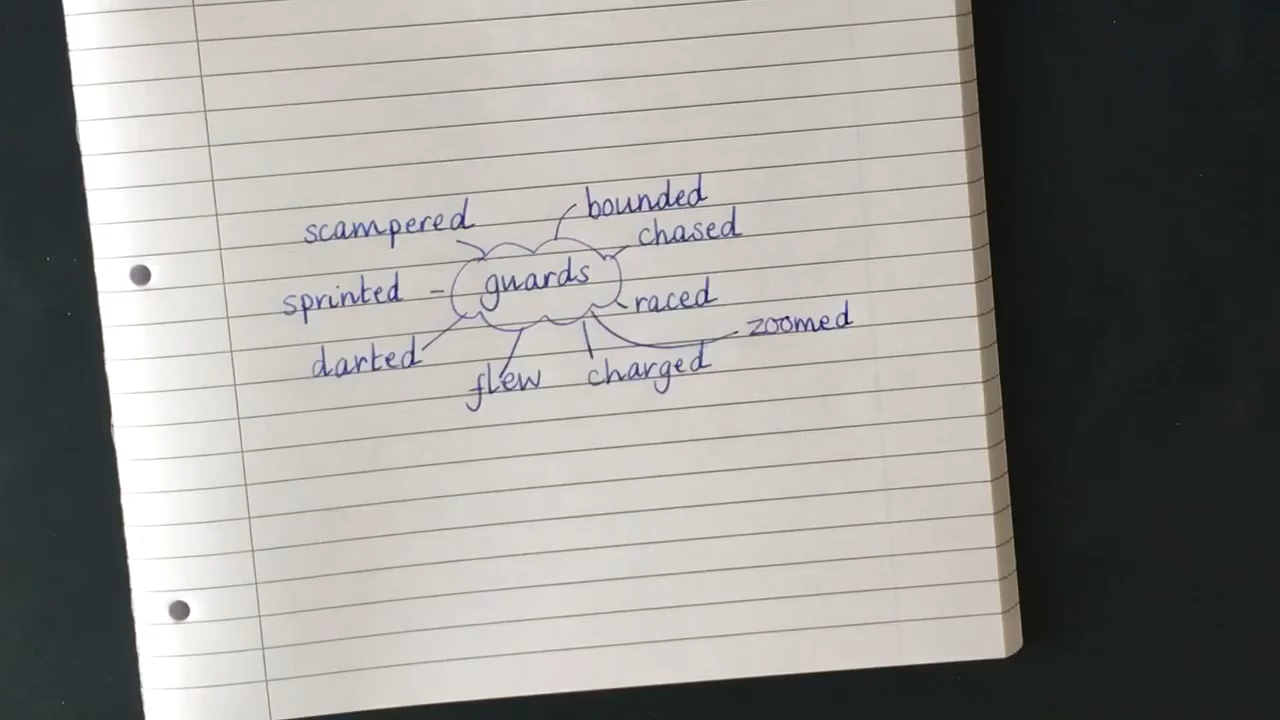 bounded
scampered
chased
guards
sprinted
raced
zoomed
darted
flew
charged